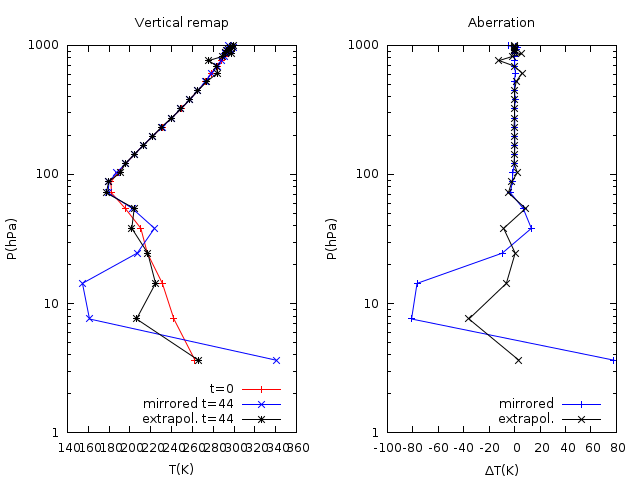 Vertical remap
1000
100
10
1
P(hPa)
t=0
mirrored t=44
extrapol. t=44
140 160 180 200 220 240 260 280 300 320 340 360
T(K)
Aberration
1000
100
10
1
P(hPa)
mirrored
extrapol.
-100 -80 -60 -40 -20 0 20 40 60 80
ΔT(K)